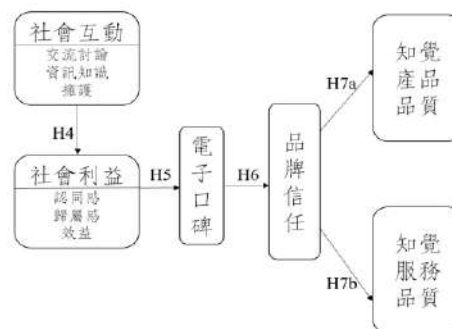 社會互動
交流討論
資訊知識
擁護
H4
社會利益
認同感
歸屬感
效益
H5
電子口碑
H6
品牌信任
H7a
知覺
產品
品質
H7b
知覺
服務
品質